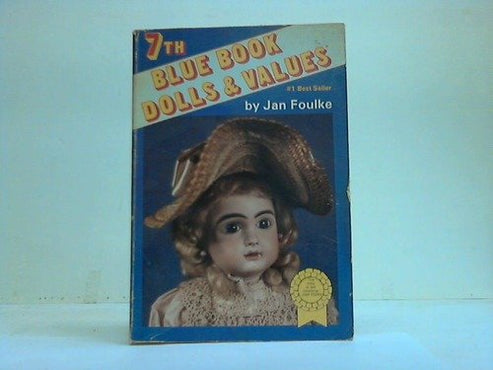 7TH
BLUE BOOK
DOLLS & VALUES
#1 Best Seller
by Jan Foulke